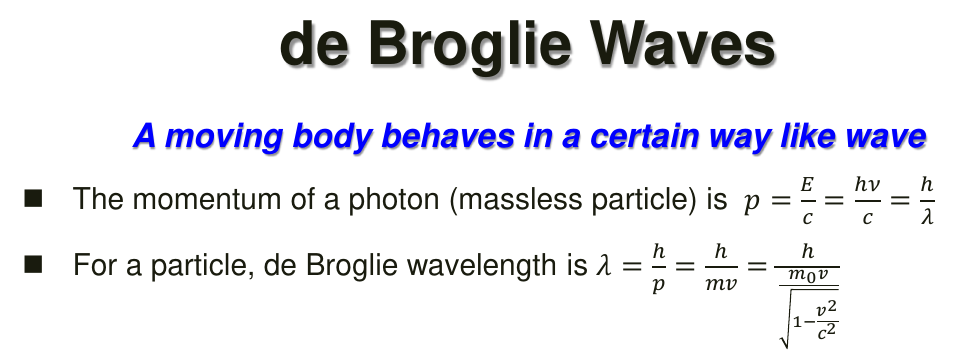 de Broglie Waves
A moving body behaves in a certain way like wave
■ The momentum of a photon (massless particle) is $p = \frac{E}{c} = \frac{h\nu}{c} = \frac{h}{\lambda}$
■ For a particle, de Broglie wavelength is $\lambda = \frac{h}{p} = \frac{h}{mv} = \frac{h}{\frac{m_0 v}{\sqrt{1-\frac{v^2}{c^2}}}}$